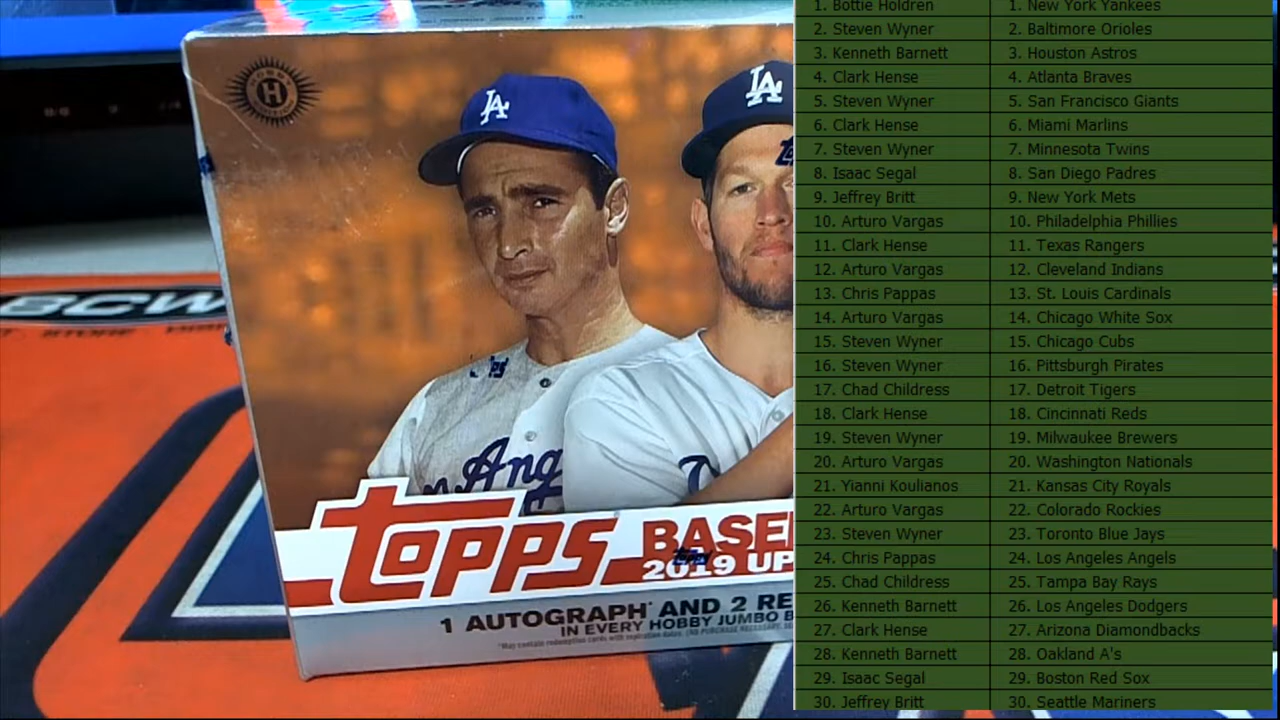 HOBBY
H
LA
LA
BCW
topps
Ang
topps
BASE
2019 UP
1 AUTOGRAPH* AND 2 RE
IN EVERY HOBBY JUMBO B
1. Bottie Holdren 1. New York Yankees
2. Steven Wyner 2. Baltimore Orioles
3. Kenneth Barnett 3. Houston Astros
4. Clark Hense 4. Atlanta Braves
5. Steven Wyner 5. San Francisco Giants
6. Clark Hense 6. Miami Marlins
7. Steven Wyner 7. Minnesota Twins
8. Isaac Segal 8. San Diego Padres
9. Jeffrey Britt 9. New York Mets
10. Arturo Vargas 10. Philadelphia Phillies
11. Clark Hense 11. Texas Rangers
12. Arturo Vargas 12. Cleveland Indians
13. Chris Pappas 13. St. Louis Cardinals
14. Arturo Vargas 14. Chicago White Sox
15. Steven Wyner 15. Chicago Cubs
16. Steven Wyner 16. Pittsburgh Pirates
17. Chad Childress 17. Detroit Tigers
18. Clark Hense 18. Cincinnati Reds
19. Steven Wyner 19. Milwaukee Brewers
20. Arturo Vargas 20. Washington Nationals
21. Yianni Koulianos 21. Kansas City Royals
22. Arturo Vargas 22. Colorado Rockies
23. Steven Wyner 23. Toronto Blue Jays
24. Chris Pappas 24. Los Angeles Angels
25. Chad Childress 25. Tampa Bay Rays
26. Kenneth Barnett 26. Los Angeles Dodgers
27. Clark Hense 27. Arizona Diamondbacks
28. Kenneth Barnett 28. Oakland A's
29. Isaac Segal 29. Boston Red Sox
30. Jeffrey Britt 30. Seattle Mariners